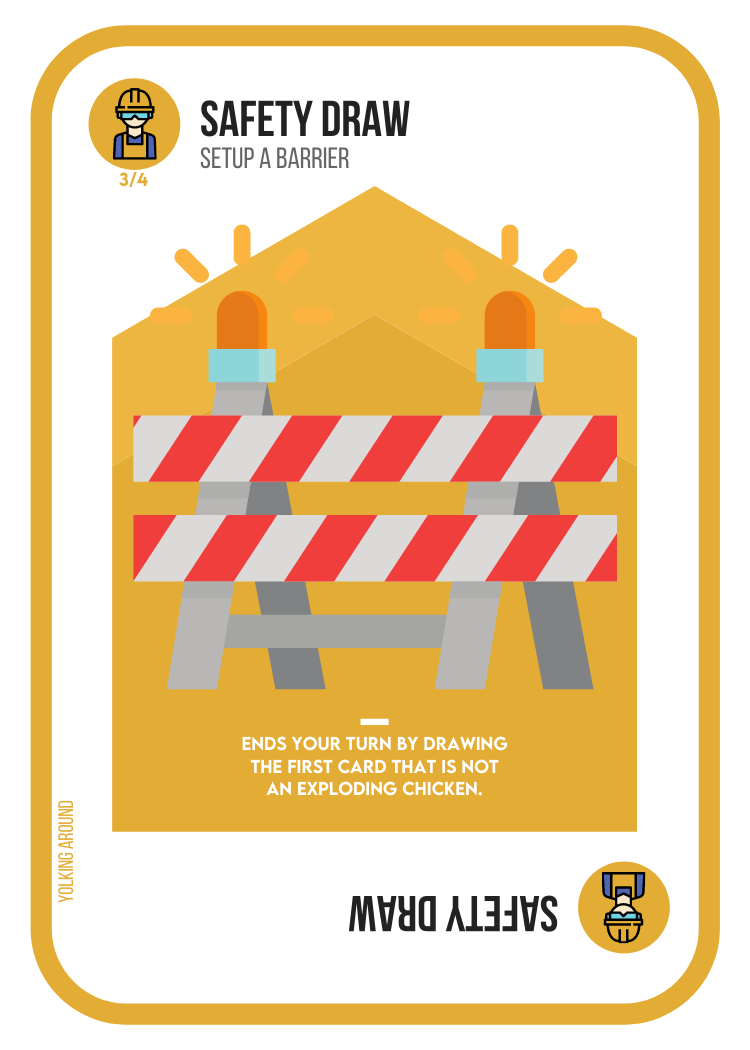 SAFETY DRAW
SETUP A BARRIER
3/4
ENDS YOUR TURN BY DRAWING
THE FIRST CARD THAT IS NOT
AN EXPLODING CHICKEN.
YOLKING AROUND
SAFETY DRAW